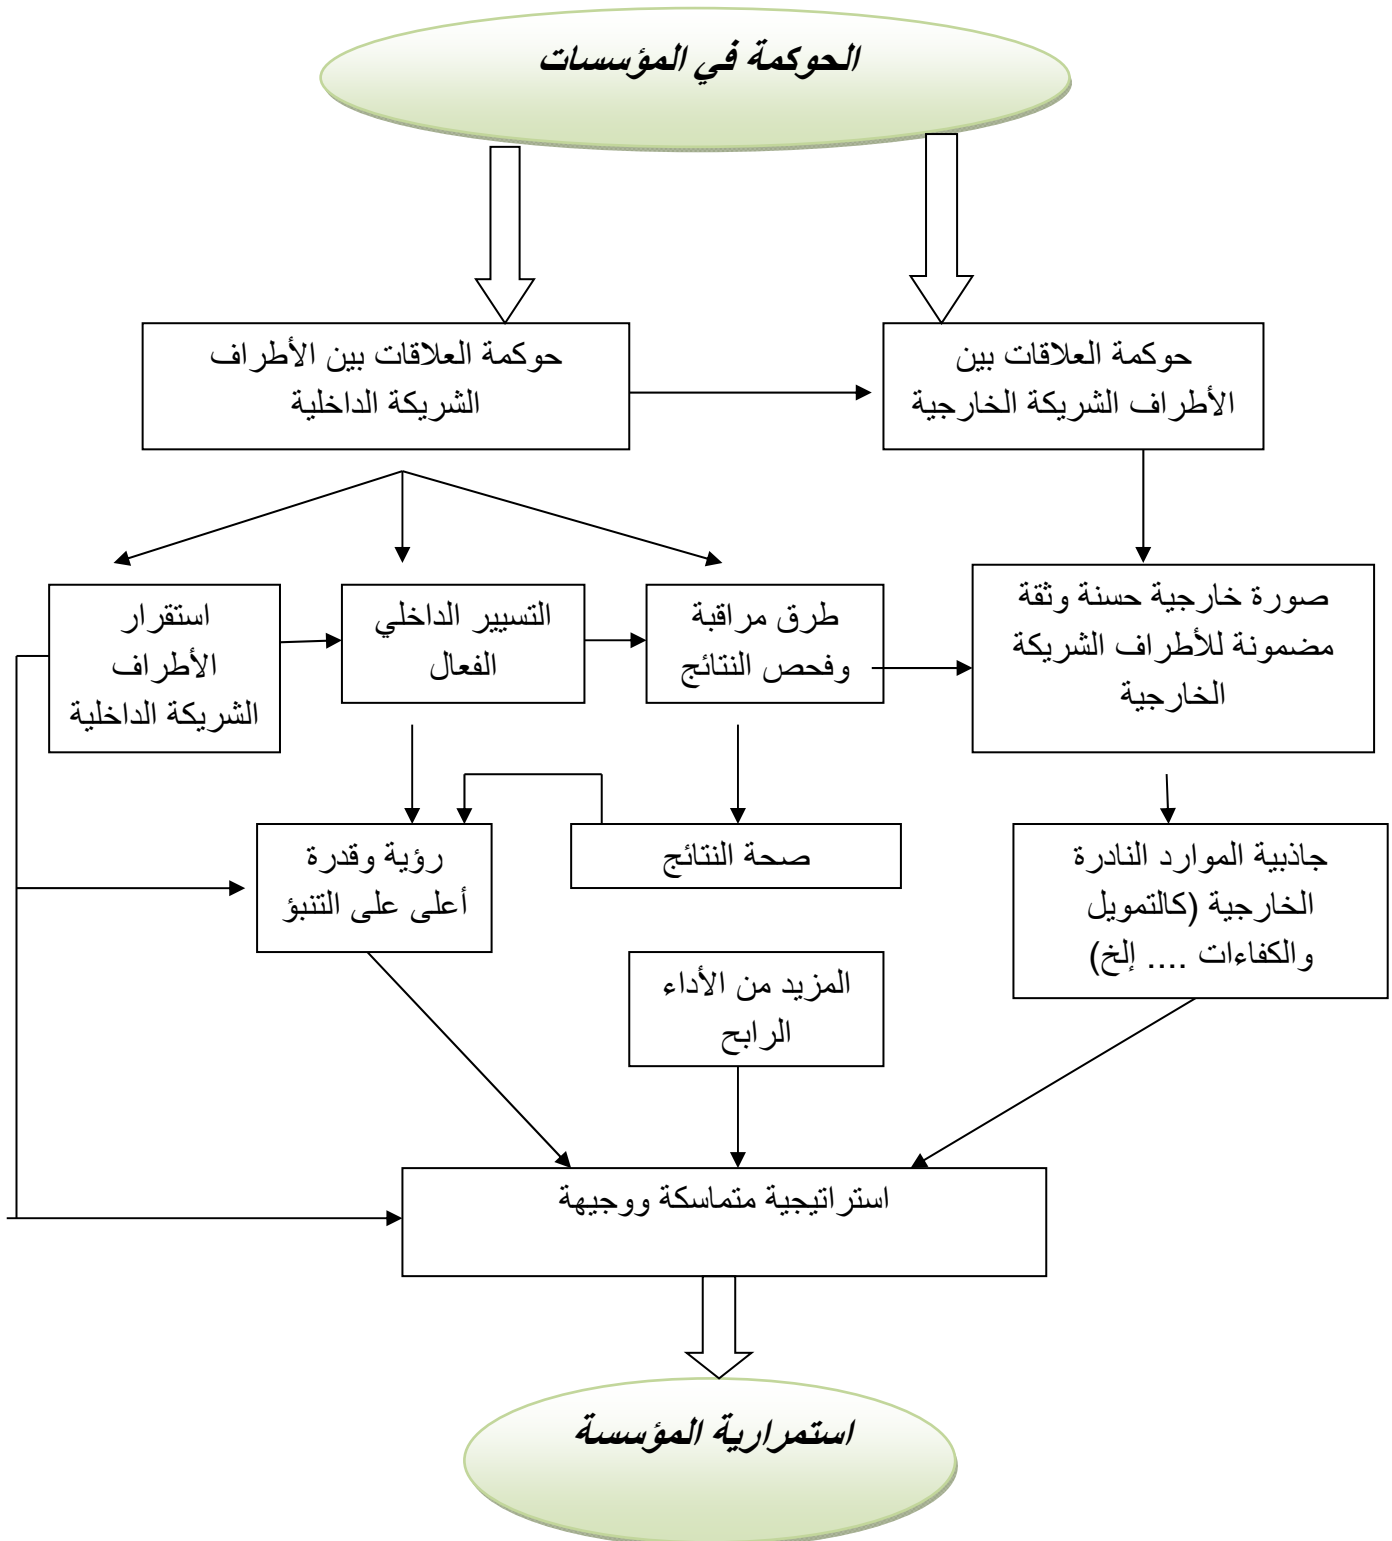 الحوكمة في المؤسسات
حوكمة العلاقات بين
الأطراف الشريكة الخارجية
حوكمة العلاقات بين الأطراف
الشريكة الداخلية
صورة خارجية حسنة وثقة
مضمونة للأطراف الشريكة
الخارجية
طرق مراقبة
وفحص النتائج
التسيير الداخلي
الفعال
استقرار
الأطراف
الشريكة الداخلية
جاذبية الموارد النادرة
الخارجية (كالتمويل
والكفاءات .... إلخ)
صحة النتائج
رؤية وقدرة
أعلى على التنبؤ
المزيد من الأداء
الرابح
استراتيجية متماسكة ووجيهة
استمرارية المؤسسة